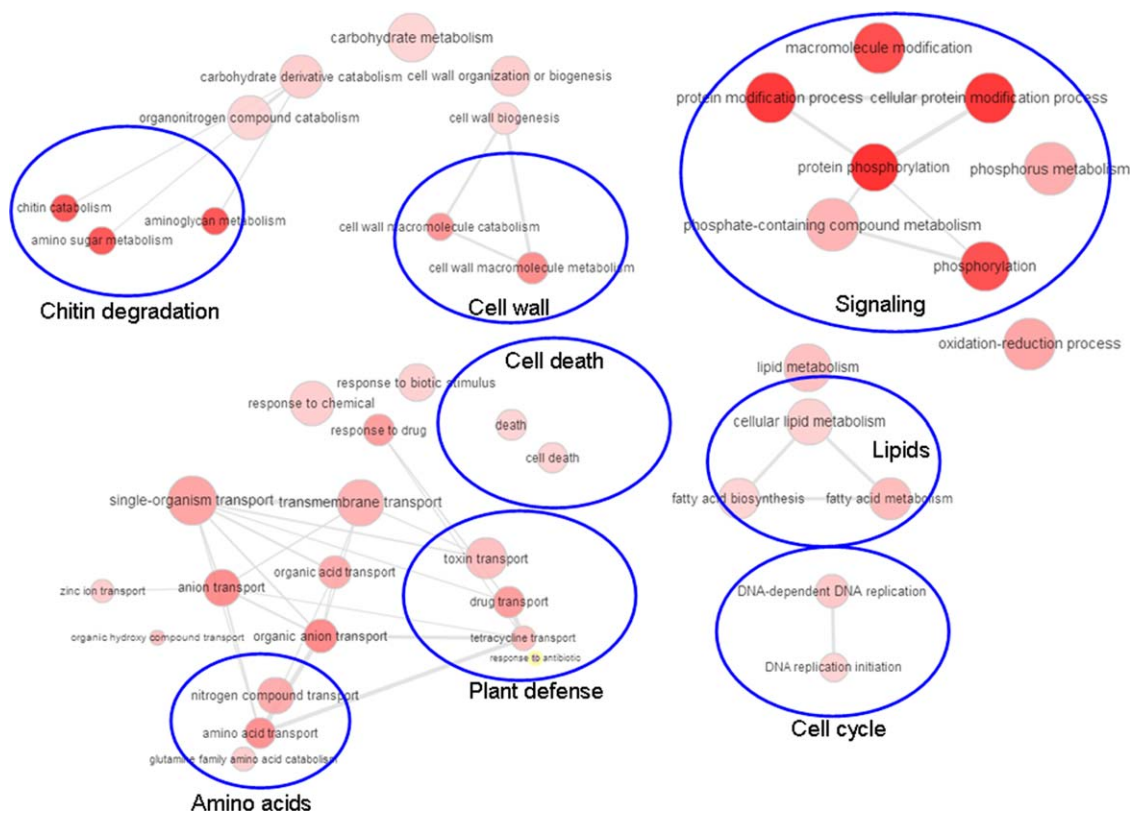 carbohydrate metabolism
carbohydrate derivative catabolism
cell wall organization or biogenesis
organonitrogen compound catabolism
cell wall biogenesis
chitin catabolism
aminoglycan metabolism
amino sugar metabolism
Chitin degradation
cell wall macromolecule catabolism
cell wall macromolecule metabolism
Cell wall
macromolecule modification
protein modification process
cellular protein modification process
protein phosphorylation
phosphorus metabolism
phosphate-containing compound metabolism
phosphorylation
Signaling
oxidation-reduction process
Cell death
response to biotic stimulus
response to chemical
response to drug
death
cell death
lipid metabolism
cellular lipid metabolism
Lipids
fatty acid biosynthesis
fatty acid metabolism
single-organism transport
transmembrane transport
toxin transport
organic acid transport
zinc ion transport
anion transport
drug transport
organic hydroxy compound transport
organic anion transport
tetracycline transport
response to antibiotic
Plant defense
nitrogen compound transport
amino acid transport
glutamine family amino acid catabolism
Amino acids
DNA-dependent DNA replication
DNA replication initiation
Cell cycle